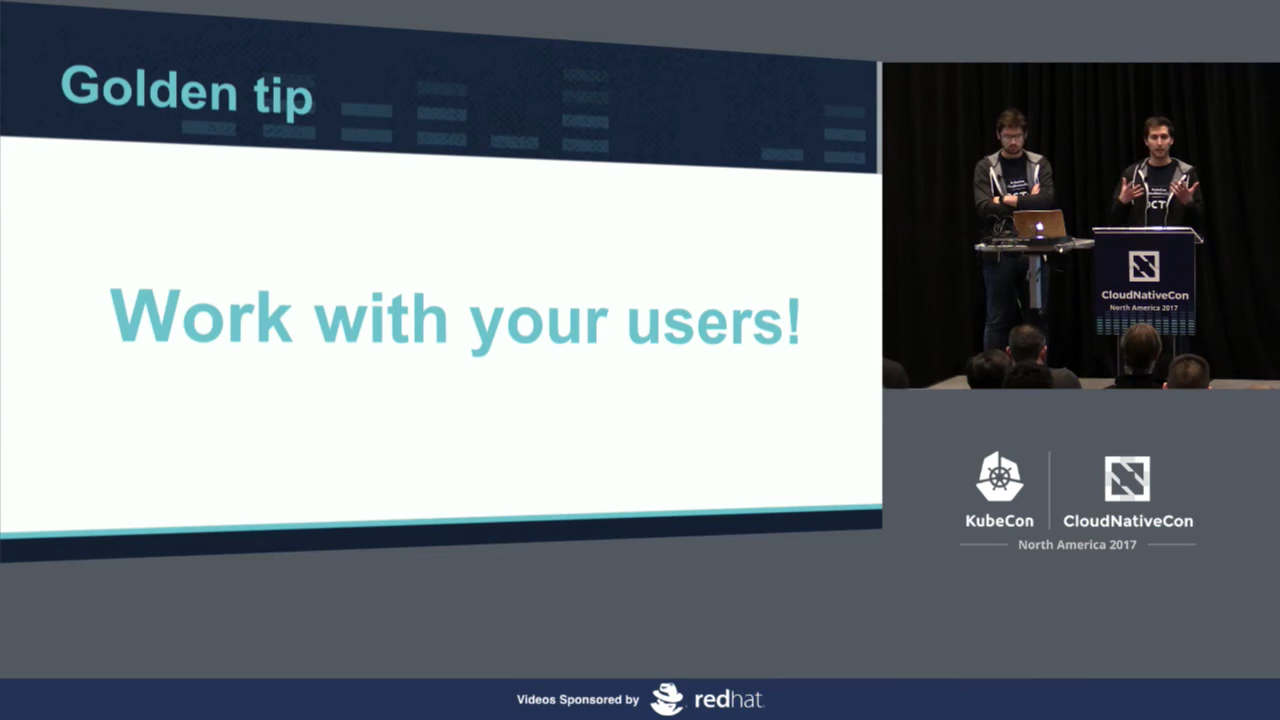 Golden tip
Work with your users!
CloudNativeCon
North America 2017
KubeCon
CloudNativeCon
North America 2017
Videos Sponsored by
redhat